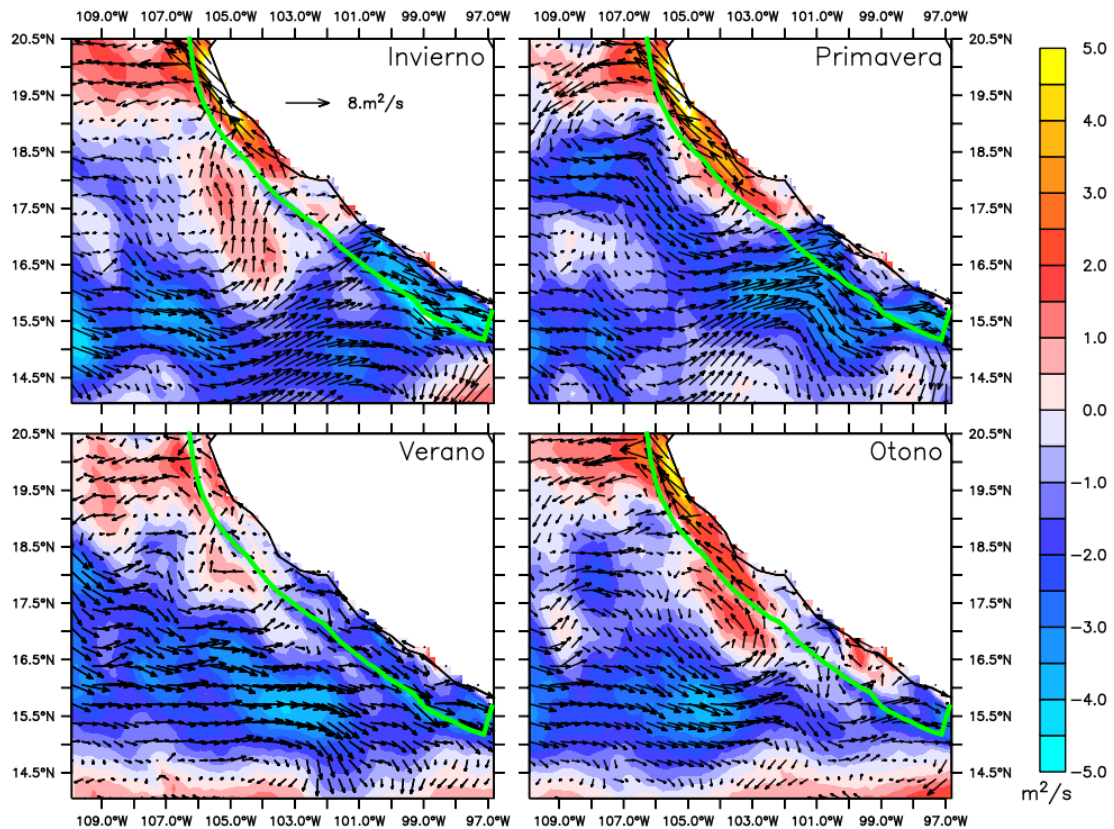 109.0°W 107.0°W 105.0°W 103.0°W 101.0°W 99.0°W 97.0°W 109.0°W 107.0°W 105.0°W 103.0°W 101.0°W 99.0°W 97.0°W
20.5°N Invierno Primavera 20.5°N 5.0
19.5°N 8.m²/s 19.5°N 4.0
18.5°N 18.5°N 3.0
17.5°N 17.5°N 2.0
16.5°N 16.5°N 1.0
15.5°N 15.5°N 0.0
14.5°N 14.5°N
20.5°N Verano Otono 20.5°N −1.0
19.5°N 19.5°N −2.0
18.5°N 18.5°N −3.0
17.5°N 17.5°N −4.0
16.5°N 16.5°N −5.0
15.5°N 15.5°N m²/s
14.5°N 14.5°N
109.0°W 107.0°W 105.0°W 103.0°W 101.0°W 99.0°W 97.0°W 109.0°W 107.0°W 105.0°W 103.0°W 101.0°W 99.0°W 97.0°W